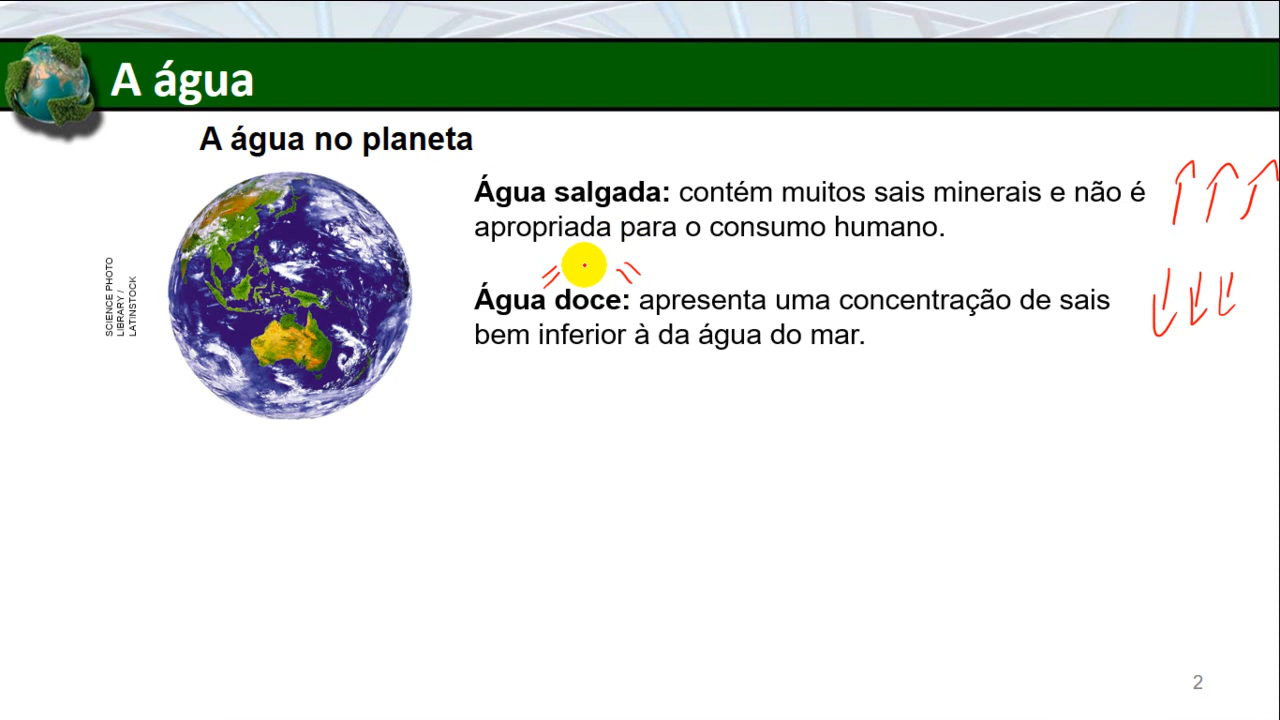 A água
A água no planeta
SCIENCE PHOTO
LIBRARY /
LATINSTOCK
Água salgada: contém muitos sais minerais e não é
apropriada para o consumo humano.
Água doce: apresenta uma concentração de sais
bem inferior à da água do mar.
2